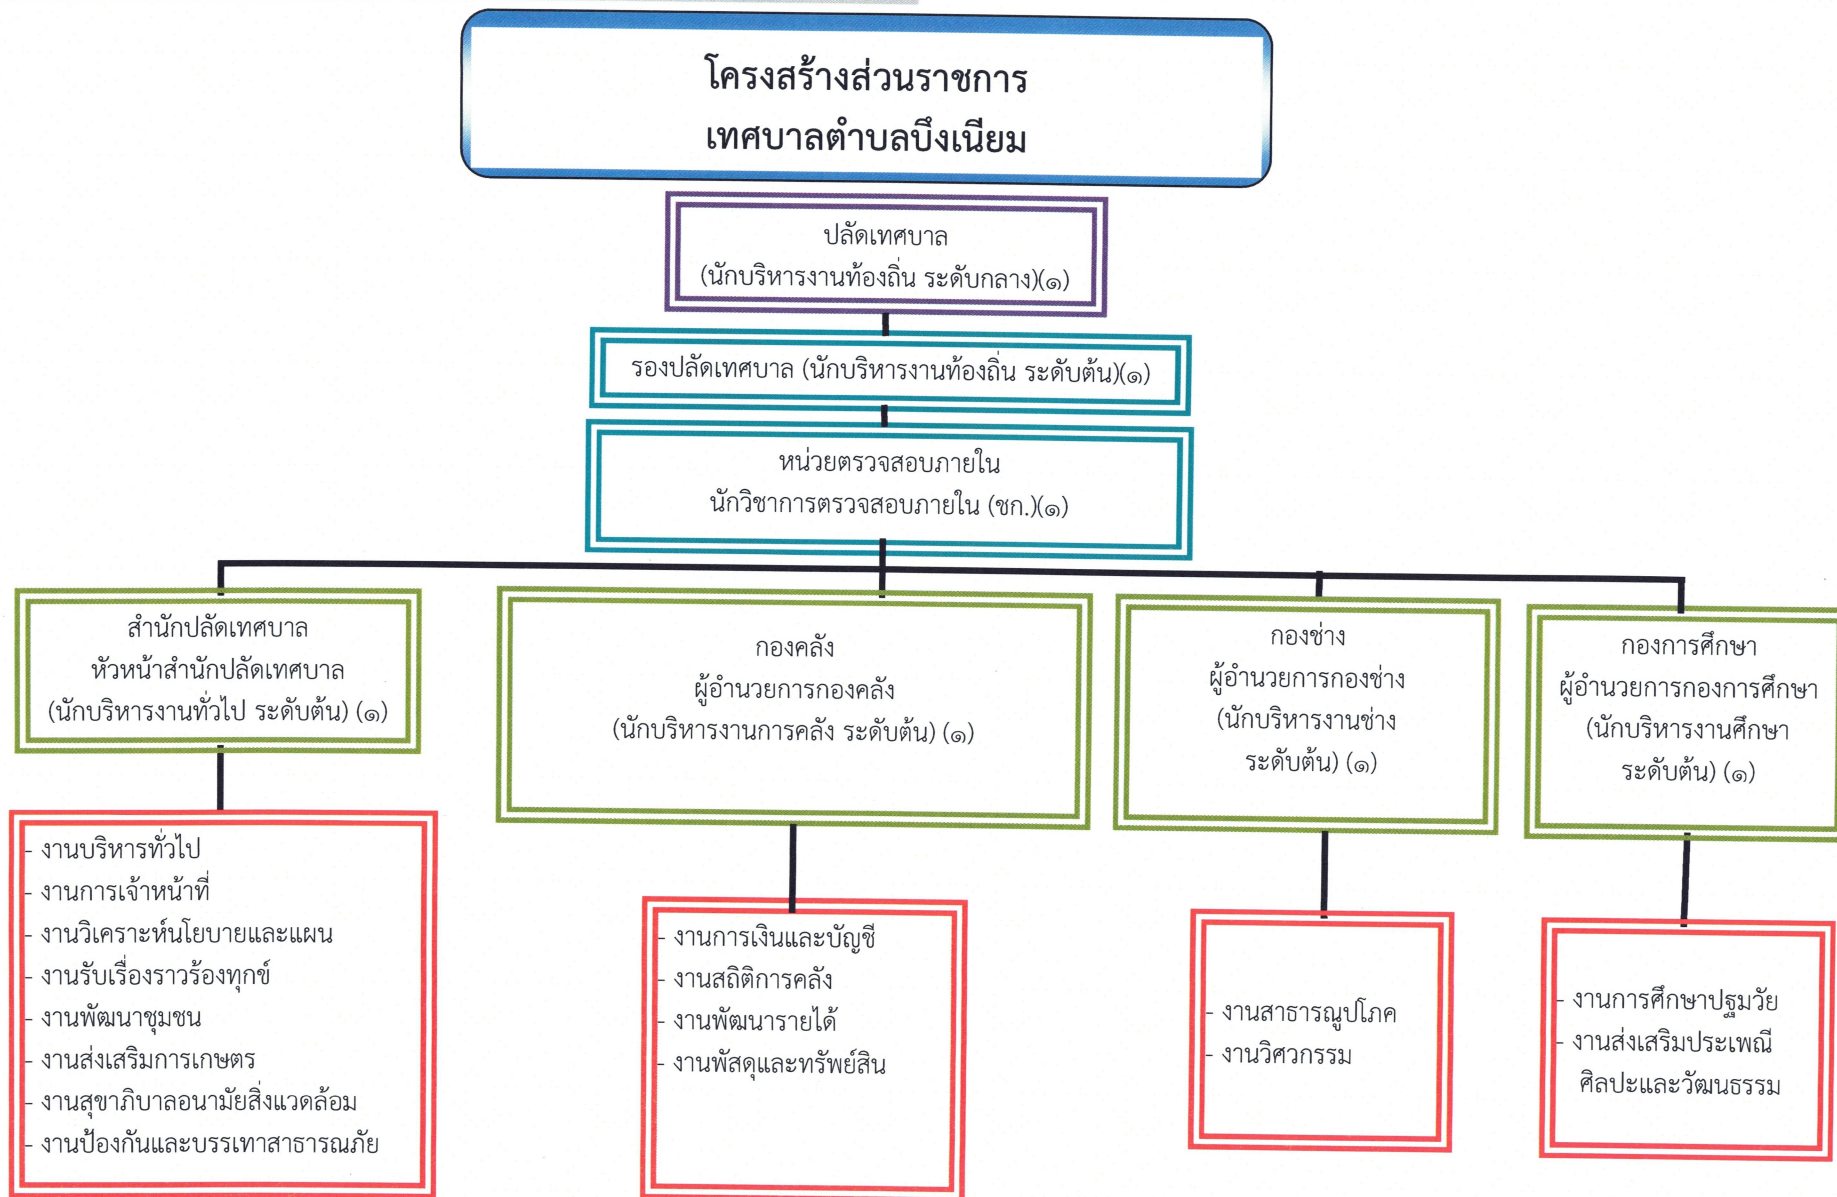 โครงสร้างส่วนราชการ
เทศบาลตำบลบึงเนียม
ปลัดเทศบาล
(นักบริหารงานท้องถิ่น ระดับกลาง)(๑)
รองปลัดเทศบาล (นักบริหารงานท้องถิ่น ระดับต้น)(๑)
หน่วยตรวจสอบภายใน
นักวิชาการตรวจสอบภายใน (ชก.)(๑)
สำนักปลัดเทศบาล
หัวหน้าสำนักปลัดเทศบาล
(นักบริหารงานทั่วไป ระดับต้น) (๑)
กองคลัง
ผู้อำนวยการกองคลัง
(นักบริหารงานการคลัง ระดับต้น) (๑)
กองช่าง
ผู้อำนวยการกองช่าง
(นักบริหารงานช่าง
ระดับต้น) (๑)
กองการศึกษา
ผู้อำนวยการกองการศึกษา
(นักบริหารงานศึกษา
ระดับต้น) (๑)
- งานบริหารทั่วไป
- งานการเจ้าหน้าที่
- งานวิเคราะห์นโยบายและแผน
- งานรับเรื่องราวร้องทุกข์
- งานพัฒนาชุมชน
- งานส่งเสริมการเกษตร
- งานสุขาภิบาลอนามัยสิ่งแวดล้อม
- งานป้องกันและบรรเทาสาธารณภัย
- งานการเงินและบัญชี
- งานสถิติการคลัง
- งานพัฒนารายได้
- งานพัสดุและทรัพย์สิน
- งานสาธารณูปโภค
- งานวิศวกรรม
- งานการศึกษาปฐมวัย
- งานส่งเสริมประเพณี
ศิลปะและวัฒนธรรม